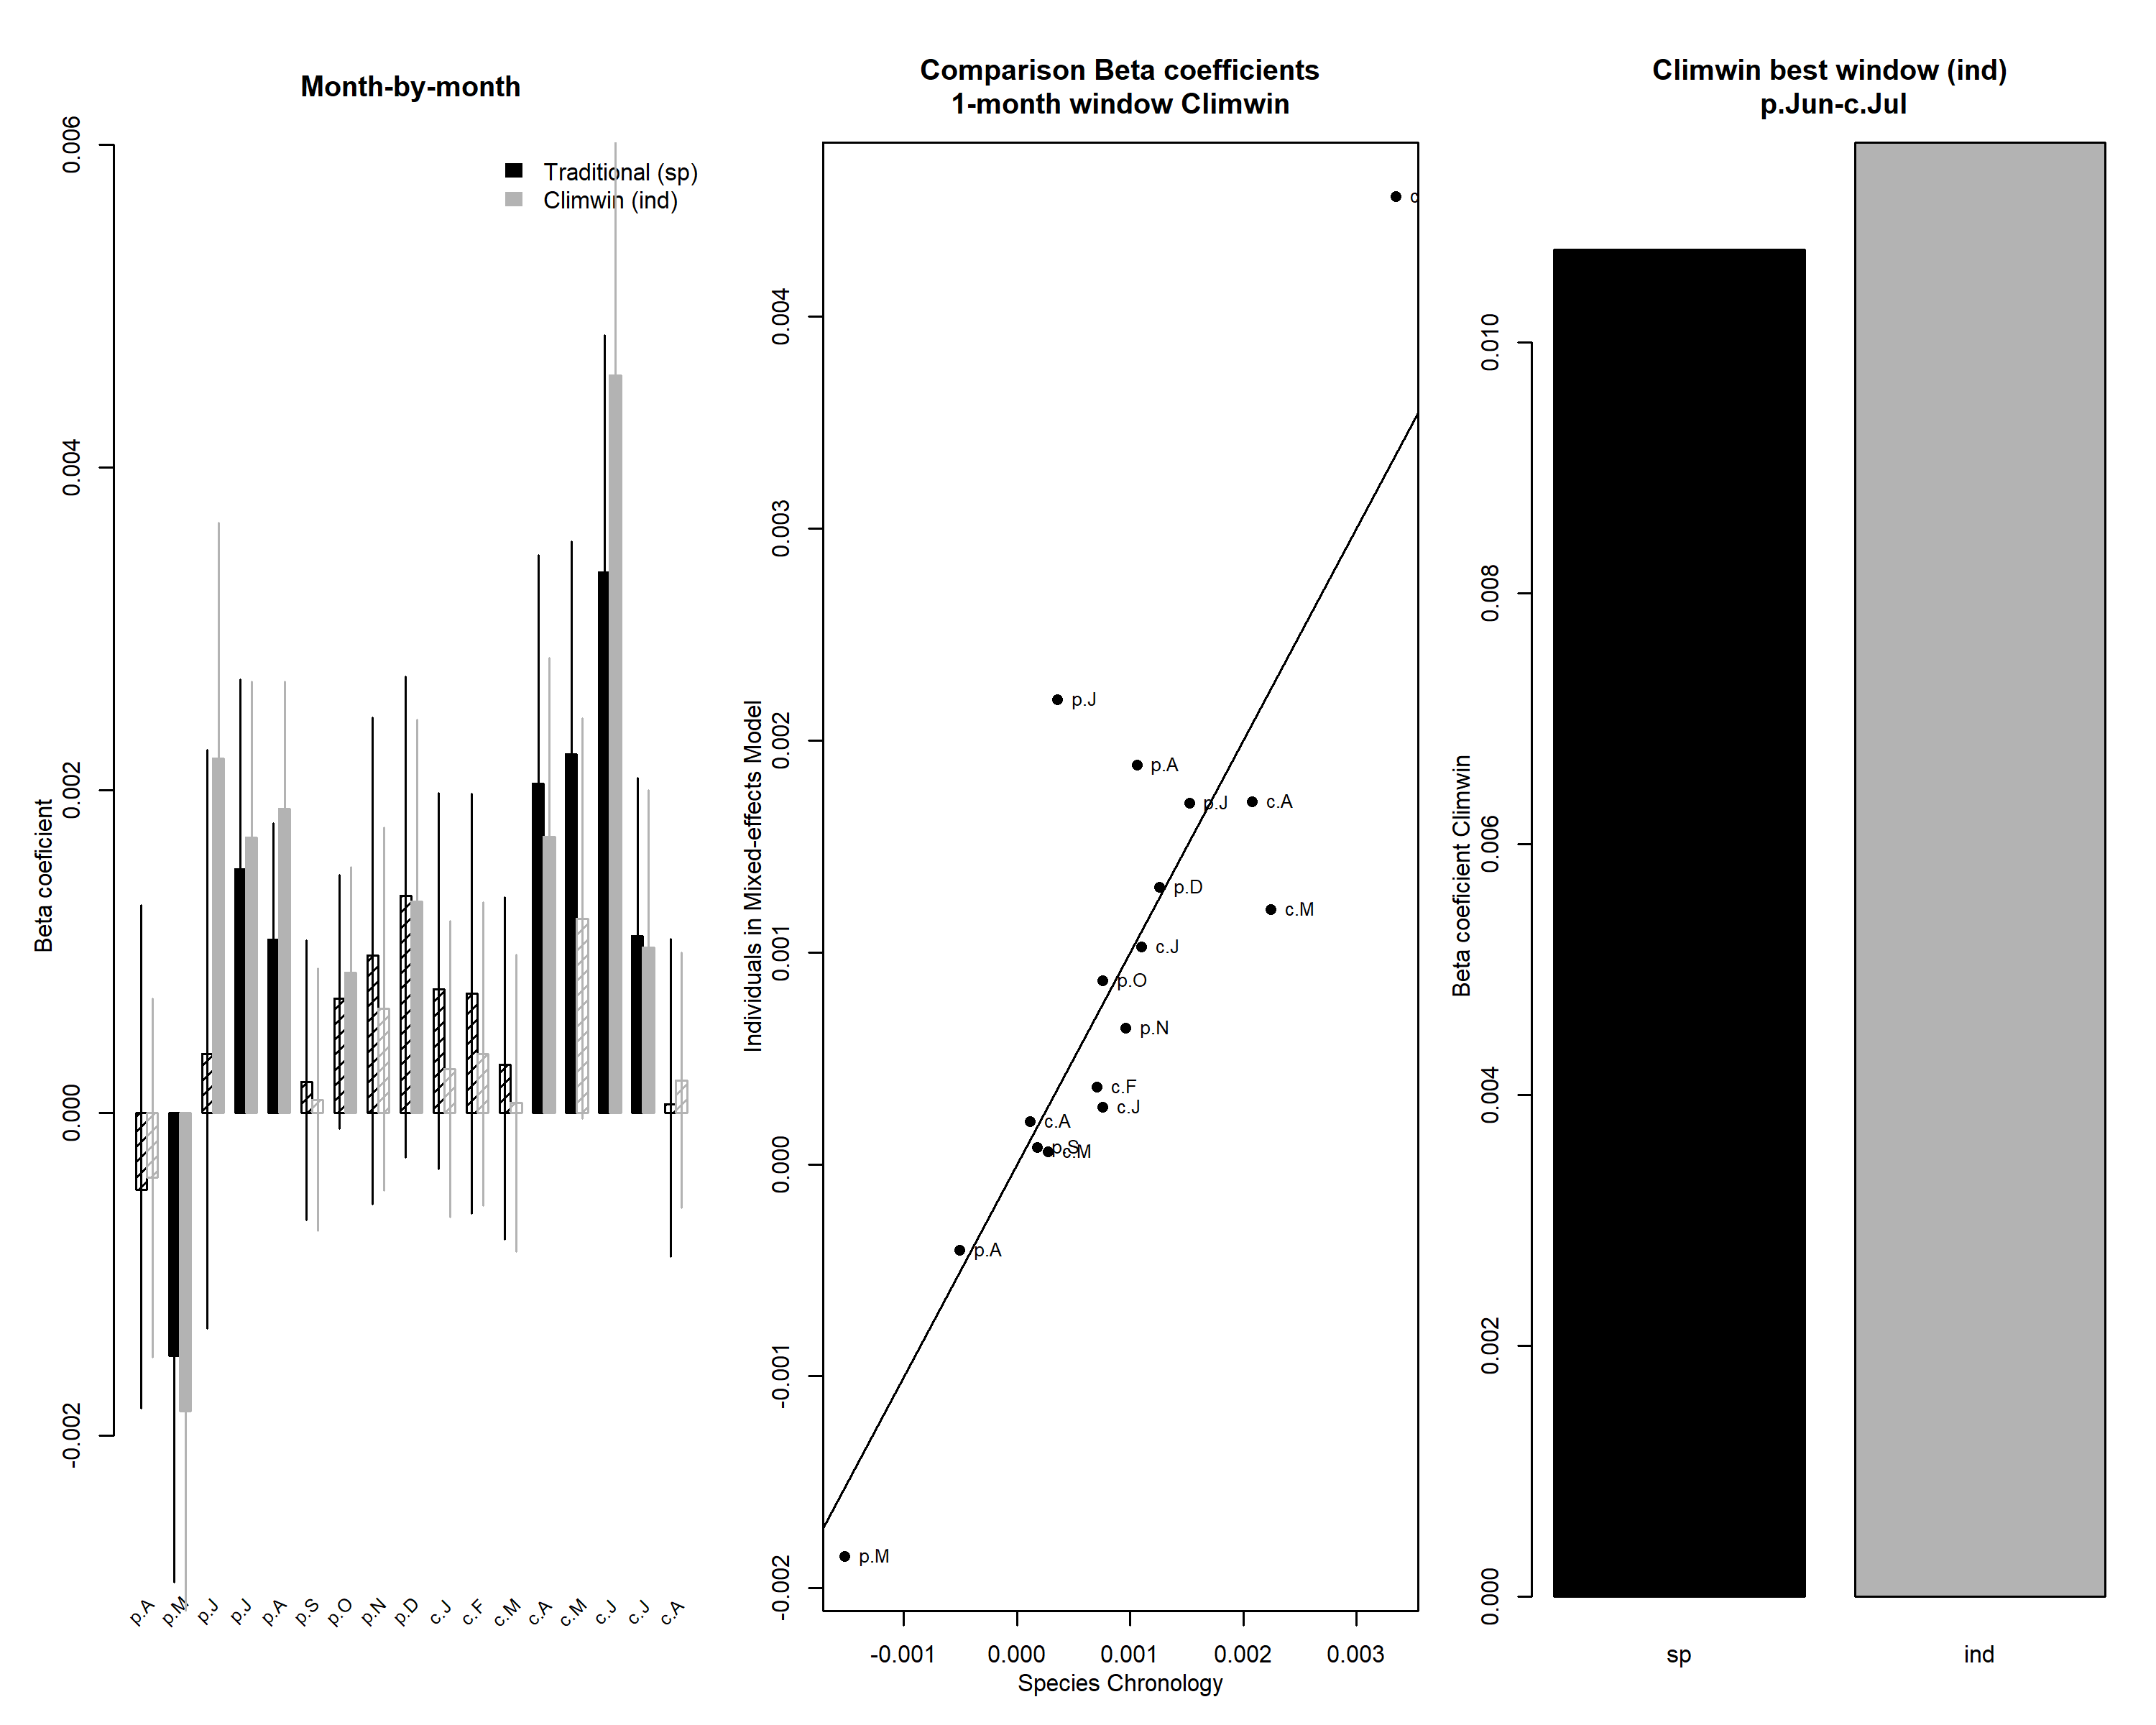 Month-by-month
Traditional (sp)
Climwin (ind)
Beta coeficient
0.006
0.004
0.002
0.000
-0.002
p.A
p.M
p.J
p.J
p.A
p.S
p.O
p.N
p.D
c.J
c.F
c.M
c.A
c.M
c.J
c.J
c.A
Comparison Beta coefficients
1-month window Climwin
Individuals in Mixed-effects Model
0.004
0.003
0.002
0.001
0.000
-0.001
-0.002
c
p.J
p.A
p.J
c.A
p.D
c.M
c.J
p.O
p.N
c.F
c.J
c.A
p.S
c.M
p.A
p.M
-0.001
0.000
0.001
0.002
0.003
Species Chronology
Climwin best window (ind)
p.Jun-c.Jul
Beta coefficient Climwin
0.010
0.008
0.006
0.004
0.002
0.000
sp
ind